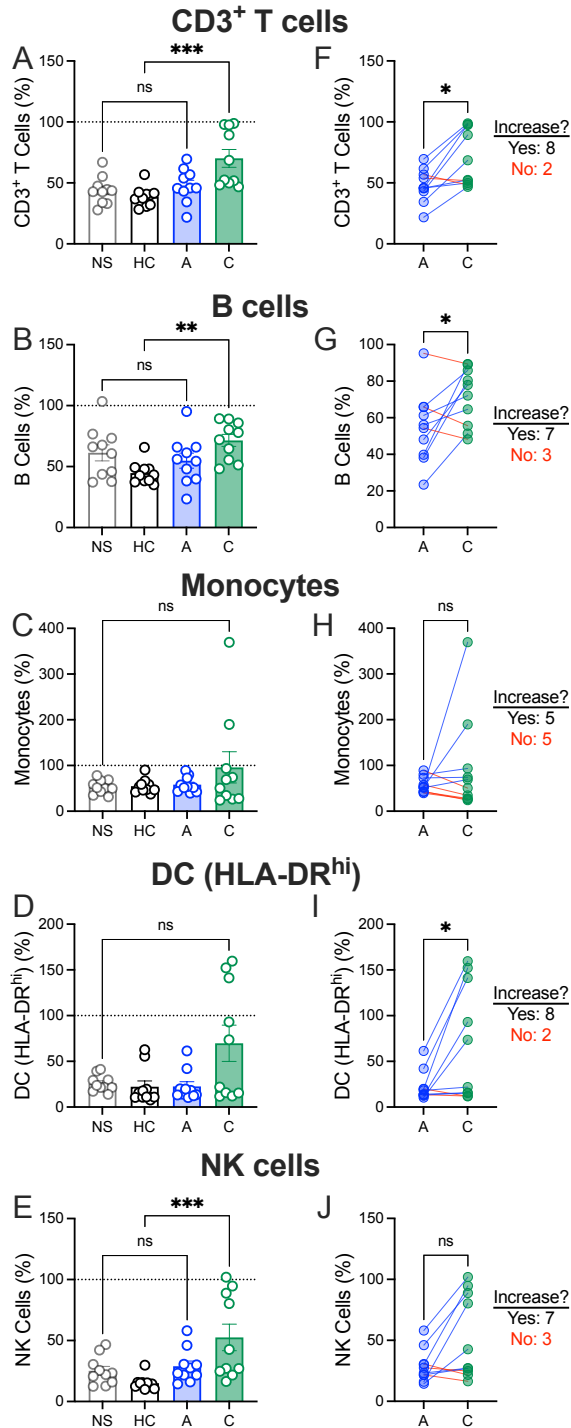 CD3⁺ T cells
A
CD3⁺ T Cells (%)
150
100
50
0
***
ns
NS HC A C
F
CD3⁺ T Cells (%)
150
100
50
0
*
A C
Increase?
Yes: 8
No: 2
B cells
B
B Cells (%)
150
100
50
0
**
ns
NS HC A C
G
B Cells (%)
100
80
60
40
20
0
*
A C
Increase?
Yes: 7
No: 3
Monocytes
C
Monocytes (%)
400
300
200
100
0
ns
NS HC A C
H
Monocytes (%)
400
300
200
100
0
ns
A C
Increase?
Yes: 5
No: 5
DC (HLA-DRʰⁱ)
D
DC (HLA-DRʰⁱ) (%)
200
150
100
50
0
ns
NS HC A C
I
DC (HLA-DRʰⁱ) (%)
200
150
100
50
0
*
A C
Increase?
Yes: 8
No: 2
NK cells
E
NK Cells (%)
150
100
50
0
***
ns
NS HC A C
J
NK Cells (%)
150
100
50
0
ns
A C
Increase?
Yes: 7
No: 3